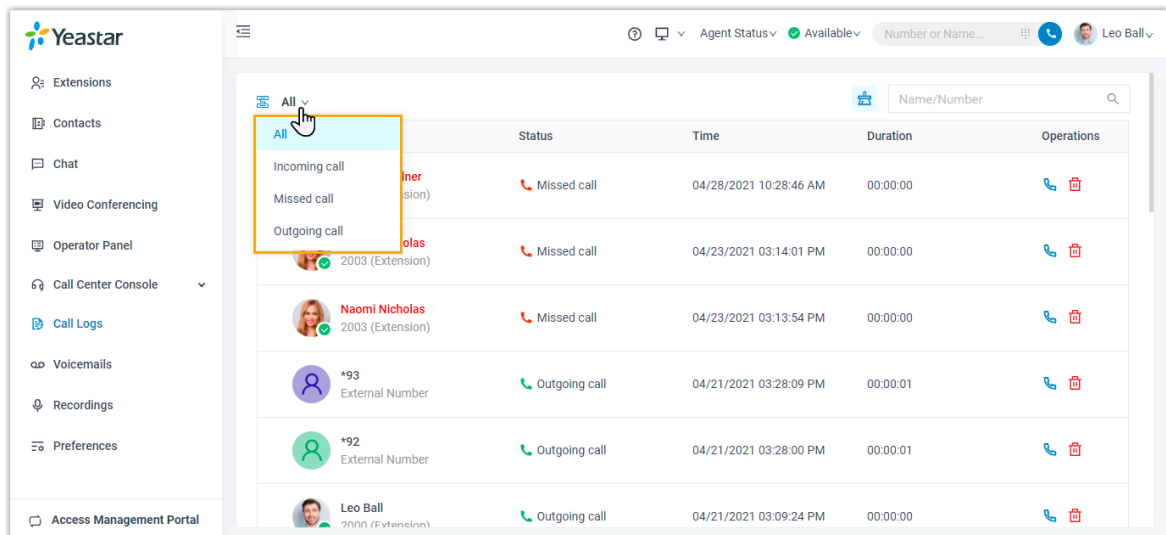 Yeastar
Agent Status
Available
Number or Name...
Leo Ball
Extensions
Contacts
Chat
Video Conferencing
Operator Panel
Call Center Console
Call Logs
Voicemails
Recordings
Preferences
Access Management Portal
All
Name/Number
All
Incoming call
Missed call
Outgoing call
Status Time Duration Operations
Missed call 04/28/2021 10:28:46 AM 00:00:00
Missed call 04/23/2021 03:14:01 PM 00:00:00
2003 (Extension)
Naomi Nicholas
Missed call 04/23/2021 03:13:54 PM 00:00:00
2003 (Extension)
*93
Outgoing call 04/21/2021 03:28:09 PM 00:00:01
External Number
*92
Outgoing call 04/21/2021 03:28:00 PM 00:00:01
External Number
Leo Ball
Outgoing call 04/21/2021 03:09:24 PM 00:00:00
2000 (Extension)